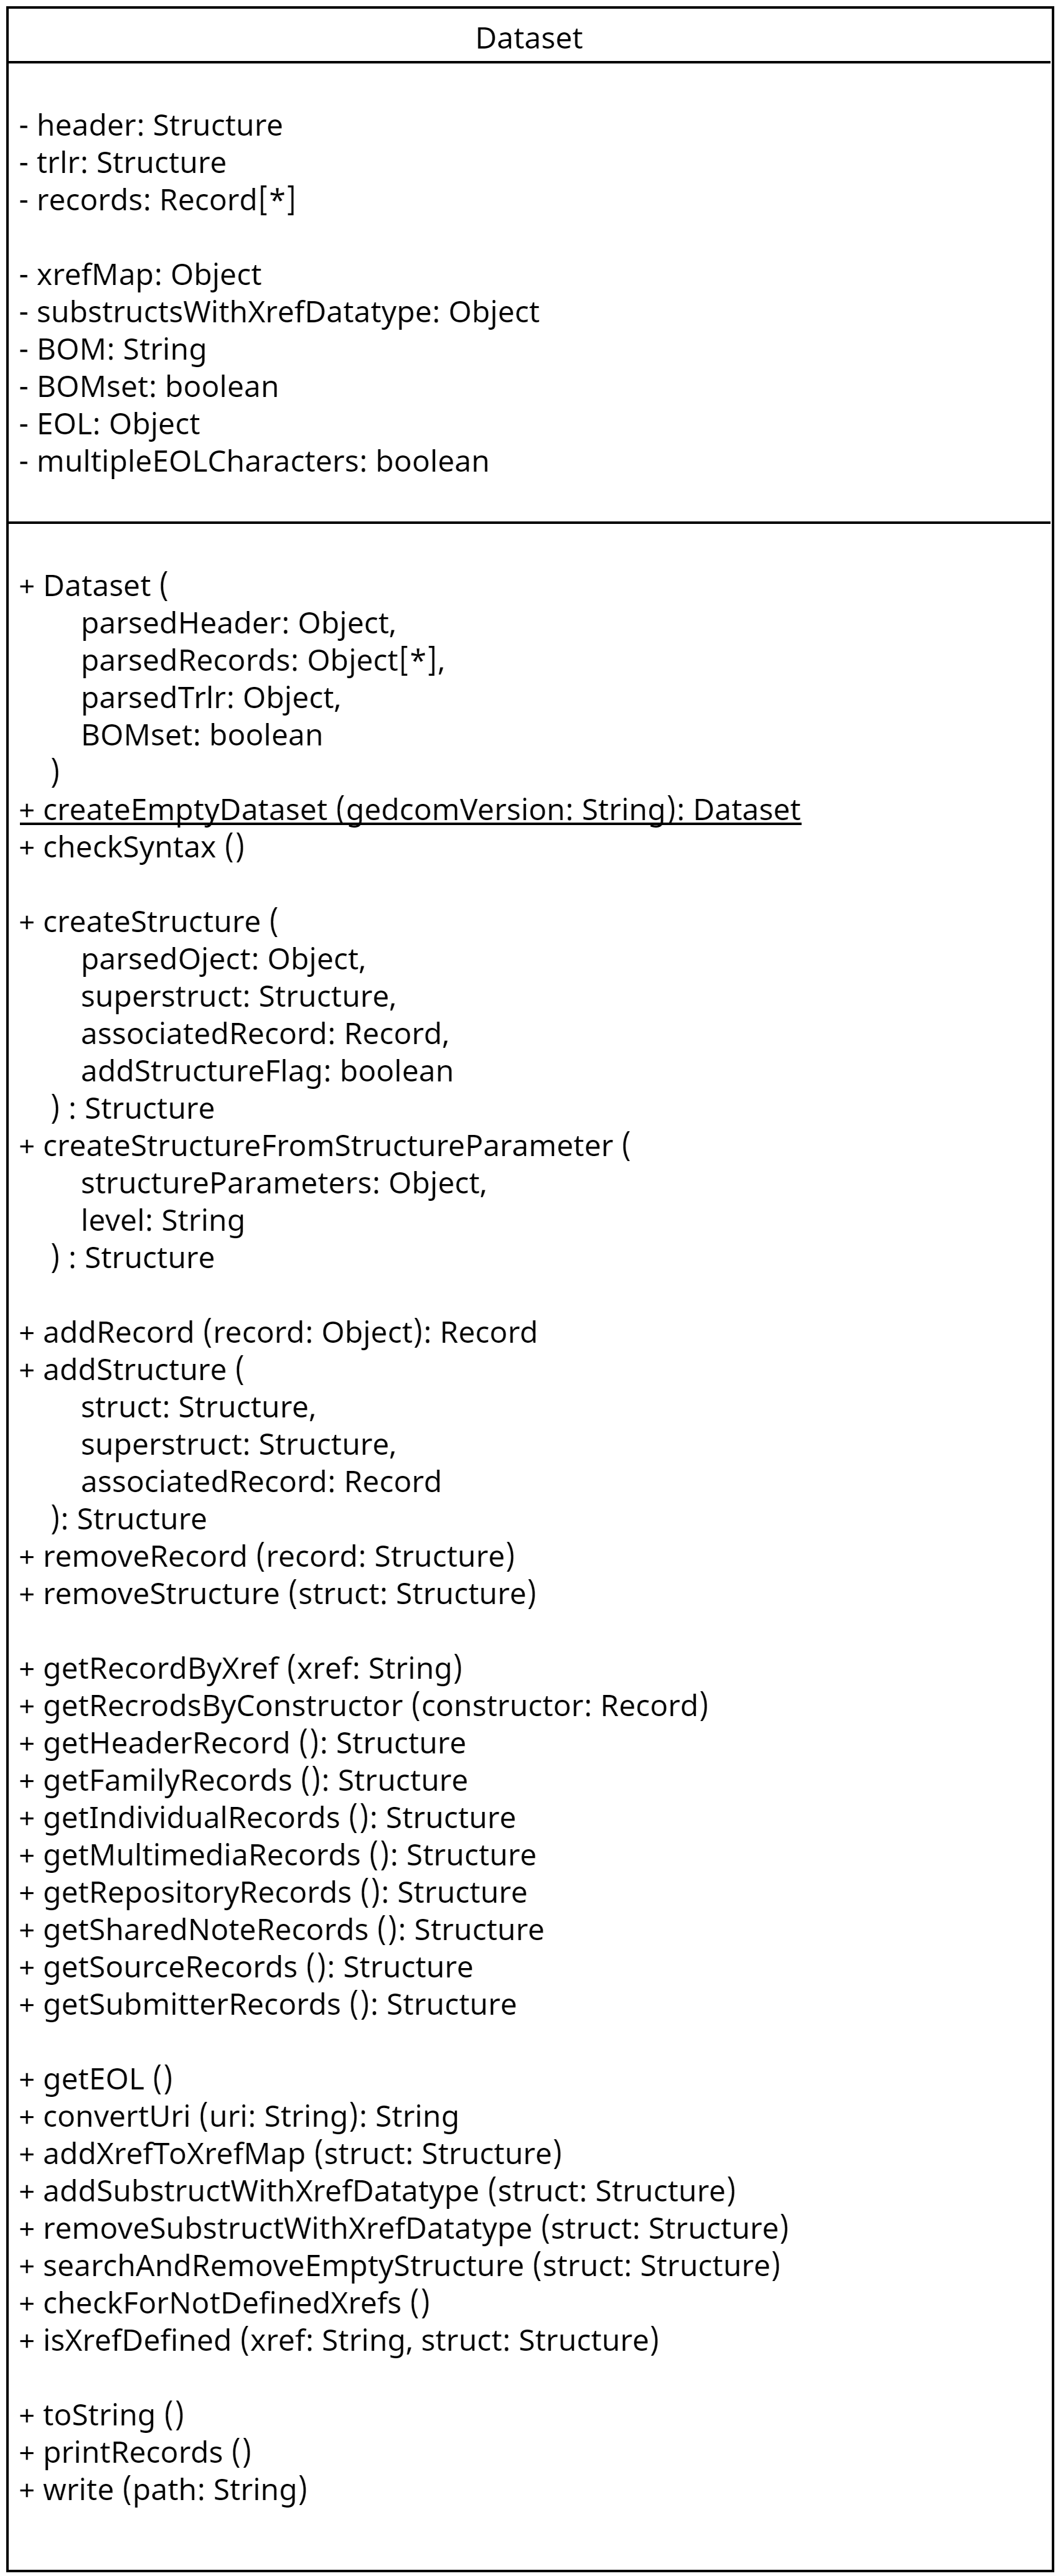 Dataset
- header: Structure
- trlr: Structure
- records: Record[*]
- xrefMap: Object
- substructsWithXrefDatatype: Object
- BOM: String
- BOMset: boolean
- EOL: Object
- multipleEOLCharacters: boolean
+ Dataset (
parsedHeader: Object,
parsedRecords: Object[*],
parsedTrlr: Object,
BOMset: boolean
)
+ createEmptyDataset (gedcomVersion: String): Dataset
+ checkSyntax ()
+ createStructure (
parsedOject: Object,
superstruct: Structure,
associatedRecord: Record,
addStructureFlag: boolean
) : Structure
+ createStructureFromStructureParameter (
structureParameters: Object,
level: String
) : Structure
+ addRecord (record: Object): Record
+ addStructure (
struct: Structure,
superstruct: Structure,
associatedRecord: Record
): Structure
+ removeRecord (record: Structure)
+ removeStructure (struct: Structure)
+ getRecordByXref (xref: String)
+ getRecrodsByConstructor (constructor: Record)
+ getHeaderRecord (): Structure
+ getFamilyRecords (): Structure
+ getIndividualRecords (): Structure
+ getMultimediaRecords (): Structure
+ getRepositoryRecords (): Structure
+ getSharedNoteRecords (): Structure
+ getSourceRecords (): Structure
+ getSubmitterRecords (): Structure
+ getEOL ()
+ convertUri (uri: String): String
+ addXrefToXrefMap (struct: Structure)
+ addSubstructWithXrefDatatype (struct: Structure)
+ removeSubstructWithXrefDatatype (struct: Structure)
+ searchAndRemoveEmptyStructure (struct: Structure)
+ checkForNotDefinedXrefs ()
+ isXrefDefined (xref: String, struct: Structure)
+ toString ()
+ printRecords ()
+ write (path: String)